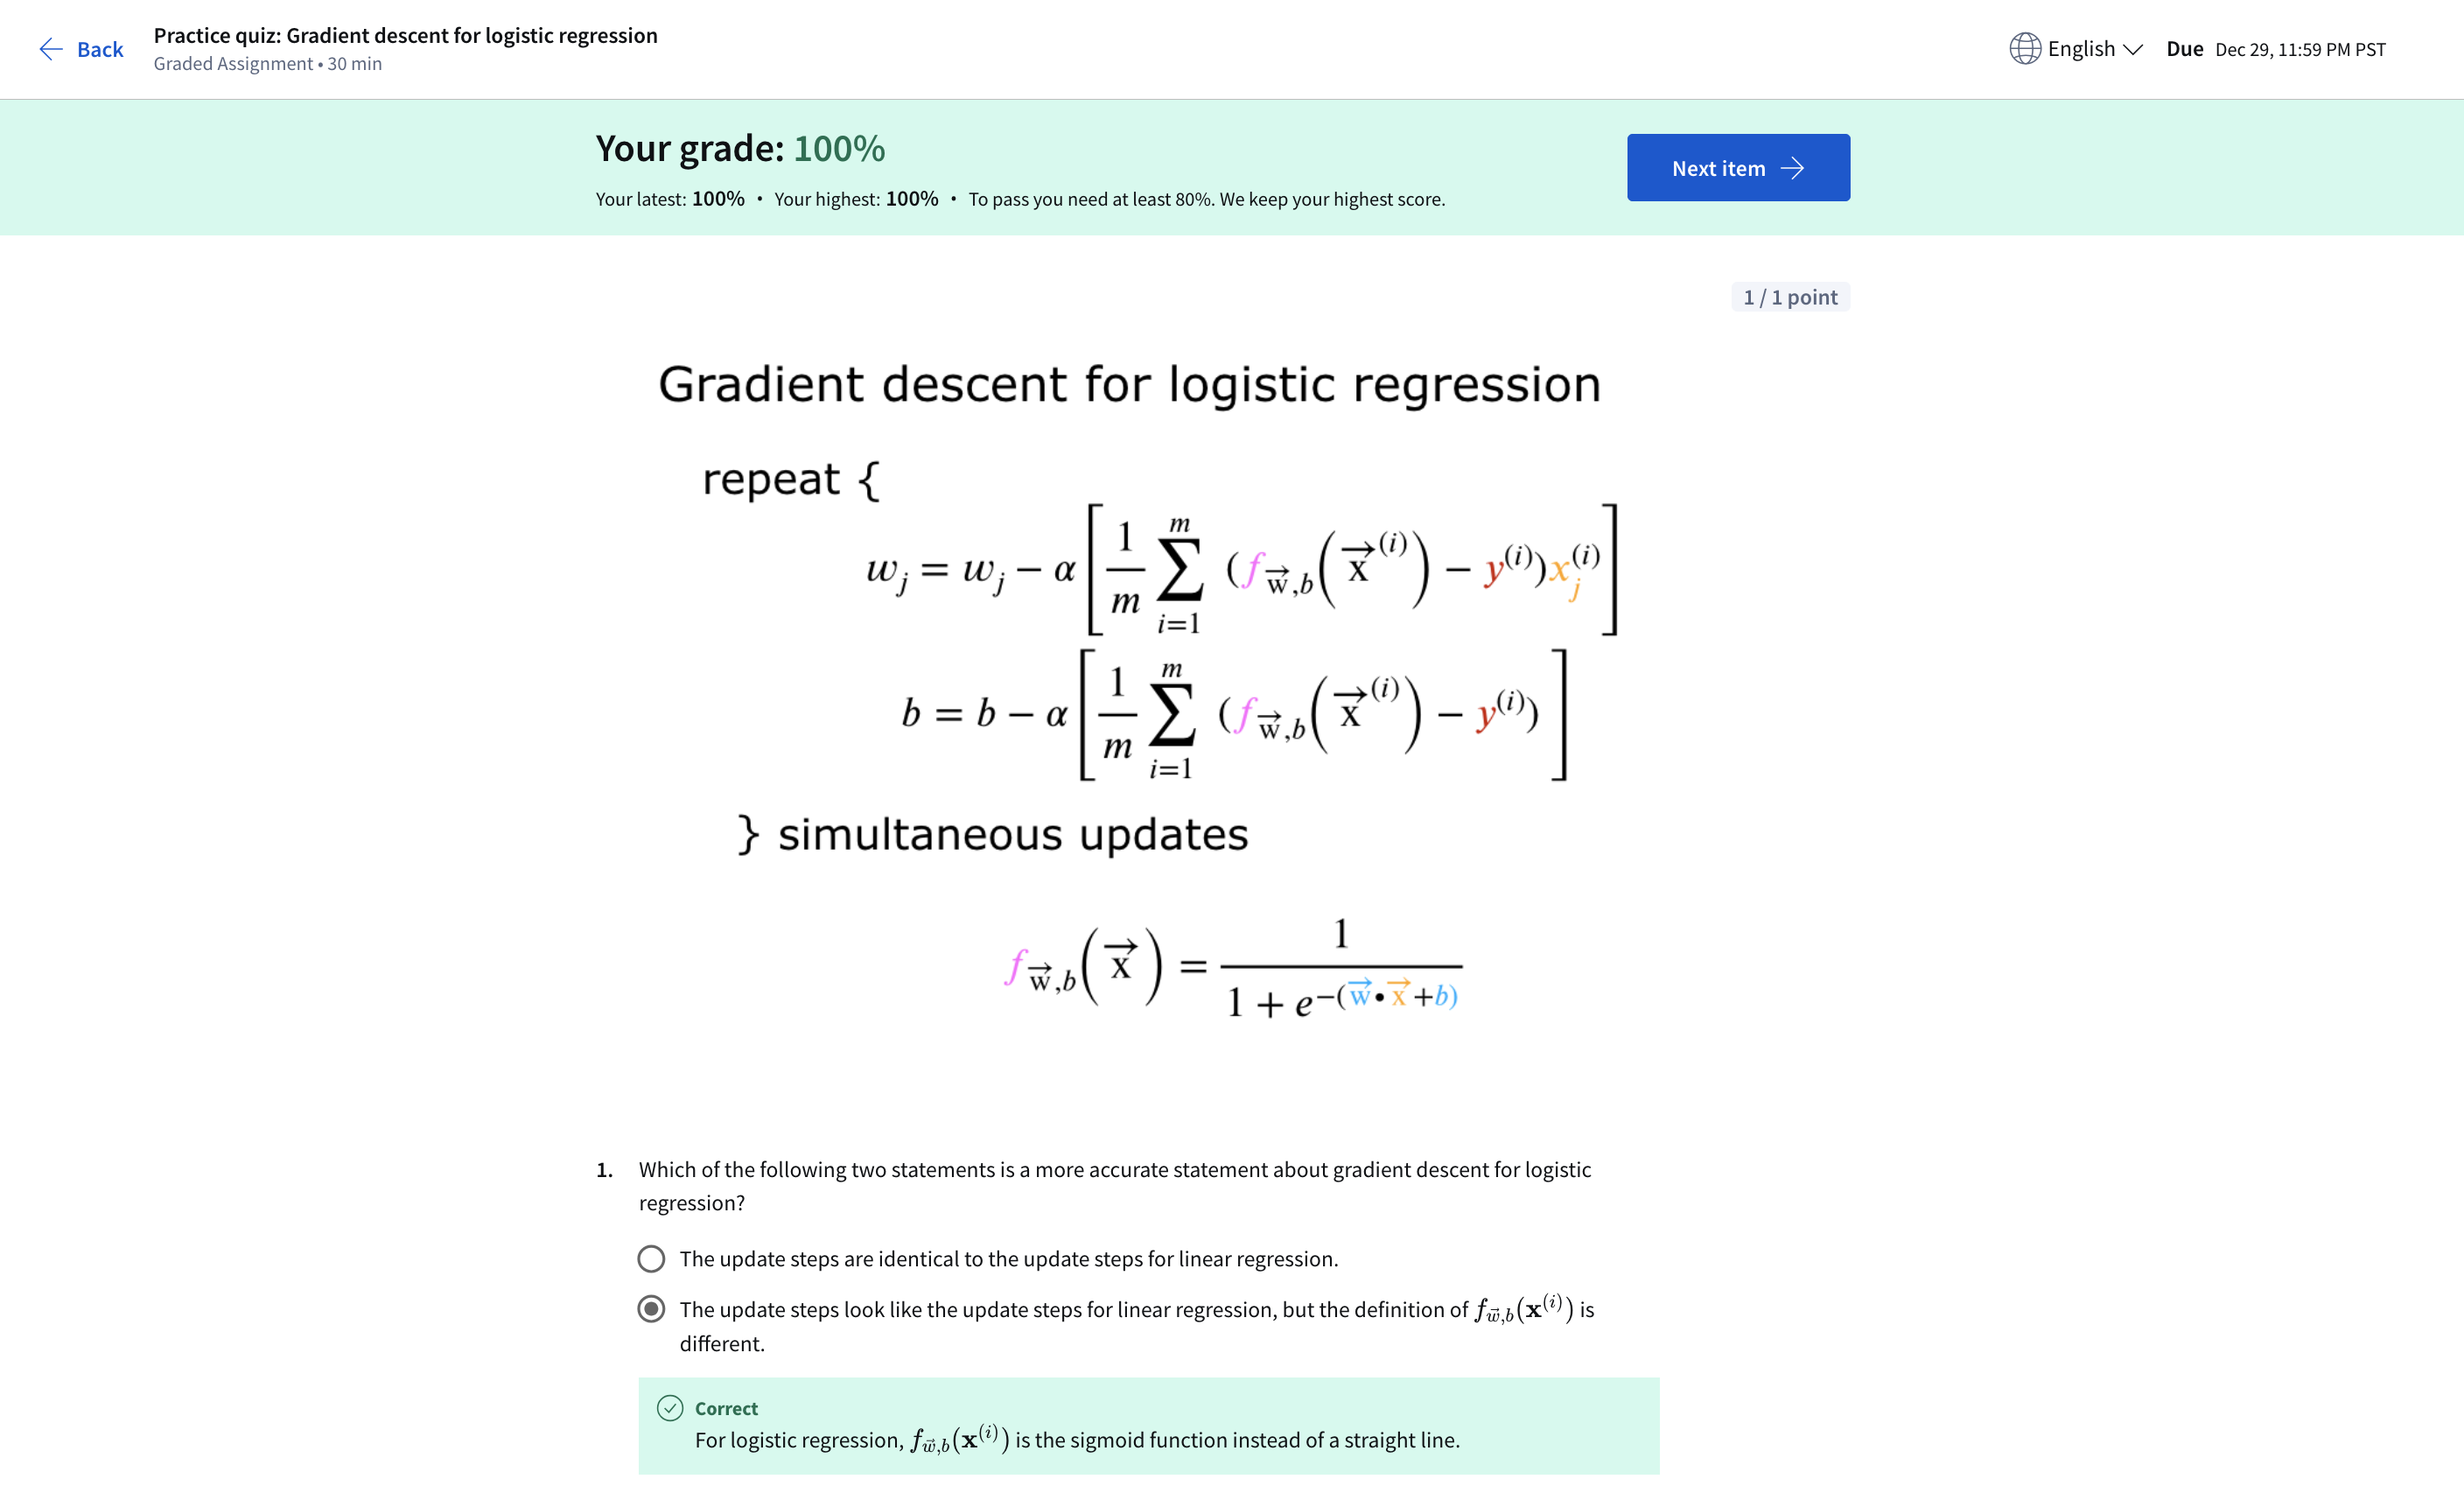 Back
Practice quiz: Gradient descent for logistic regression
Graded Assignment • 30 min
English
Due Dec 29, 11:59 PM PST
Your grade: 100%
Your latest: 100% • Your highest: 100% • To pass you need at least 80%. We keep your highest score.
Next item →
1 / 1 point
Gradient descent for logistic regression
repeat {
$w_j = w_j - \alpha \left[ \frac{1}{m} \sum_{i=1}^{m} (f_{\vec{w},b}\left(\vec{x}^{(i)}\right) - y^{(i)}) x_j^{(i)} \right]$
$b = b - \alpha \left[ \frac{1}{m} \sum_{i=1}^{m} (f_{\vec{w},b}\left(\vec{x}^{(i)}\right) - y^{(i)}) \right]$
} simultaneous updates
$f_{\vec{w},b}\left(\vec{x}\right) = \frac{1}{1 + e^{-(\vec{w} \cdot \vec{x} + b)}}$
1. Which of the following two statements is a more accurate statement about gradient descent for logistic
regression?
The update steps are identical to the update steps for linear regression.
The update steps look like the update steps for linear regression, but the definition of $f_{\vec{w},b}(\mathbf{x}^{(i)})$ is
different.
Correct
For logistic regression, $f_{\vec{w},b}(\mathbf{x}^{(i)})$ is the sigmoid function instead of a straight line.